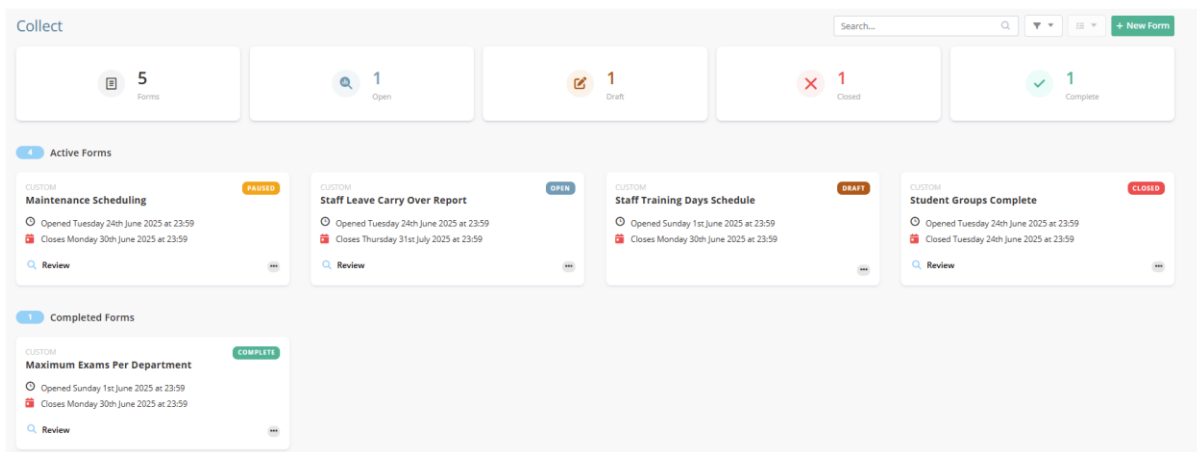 Collect
Search...
+ New Form
5
Forms
1
Open
1
Draft
1
Closed
1
Complete
4 Active Forms
CUSTOM
PAUSED
Maintenance Scheduling
Opened Tuesday 24th June 2025 at 23:59
Closes Monday 30th June 2025 at 23:59
Review
CUSTOM
OPEN
Staff Leave Carry Over Report
Opened Tuesday 24th June 2025 at 23:59
Closes Thursday 31st July 2025 at 23:59
Review
CUSTOM
DRAFT
Staff Training Days Schedule
Opened Sunday 1st June 2025 at 23:59
Closes Monday 30th June 2025 at 23:59
CUSTOM
CLOSED
Student Groups Complete
Opened Tuesday 24th June 2025 at 23:59
Closed Tuesday 24th June 2025 at 23:59
Review
1 Completed Forms
CUSTOM
COMPLETE
Maximum Exams Per Department
Opened Sunday 1st June 2025 at 23:59
Closes Monday 30th June 2025 at 23:59
Review